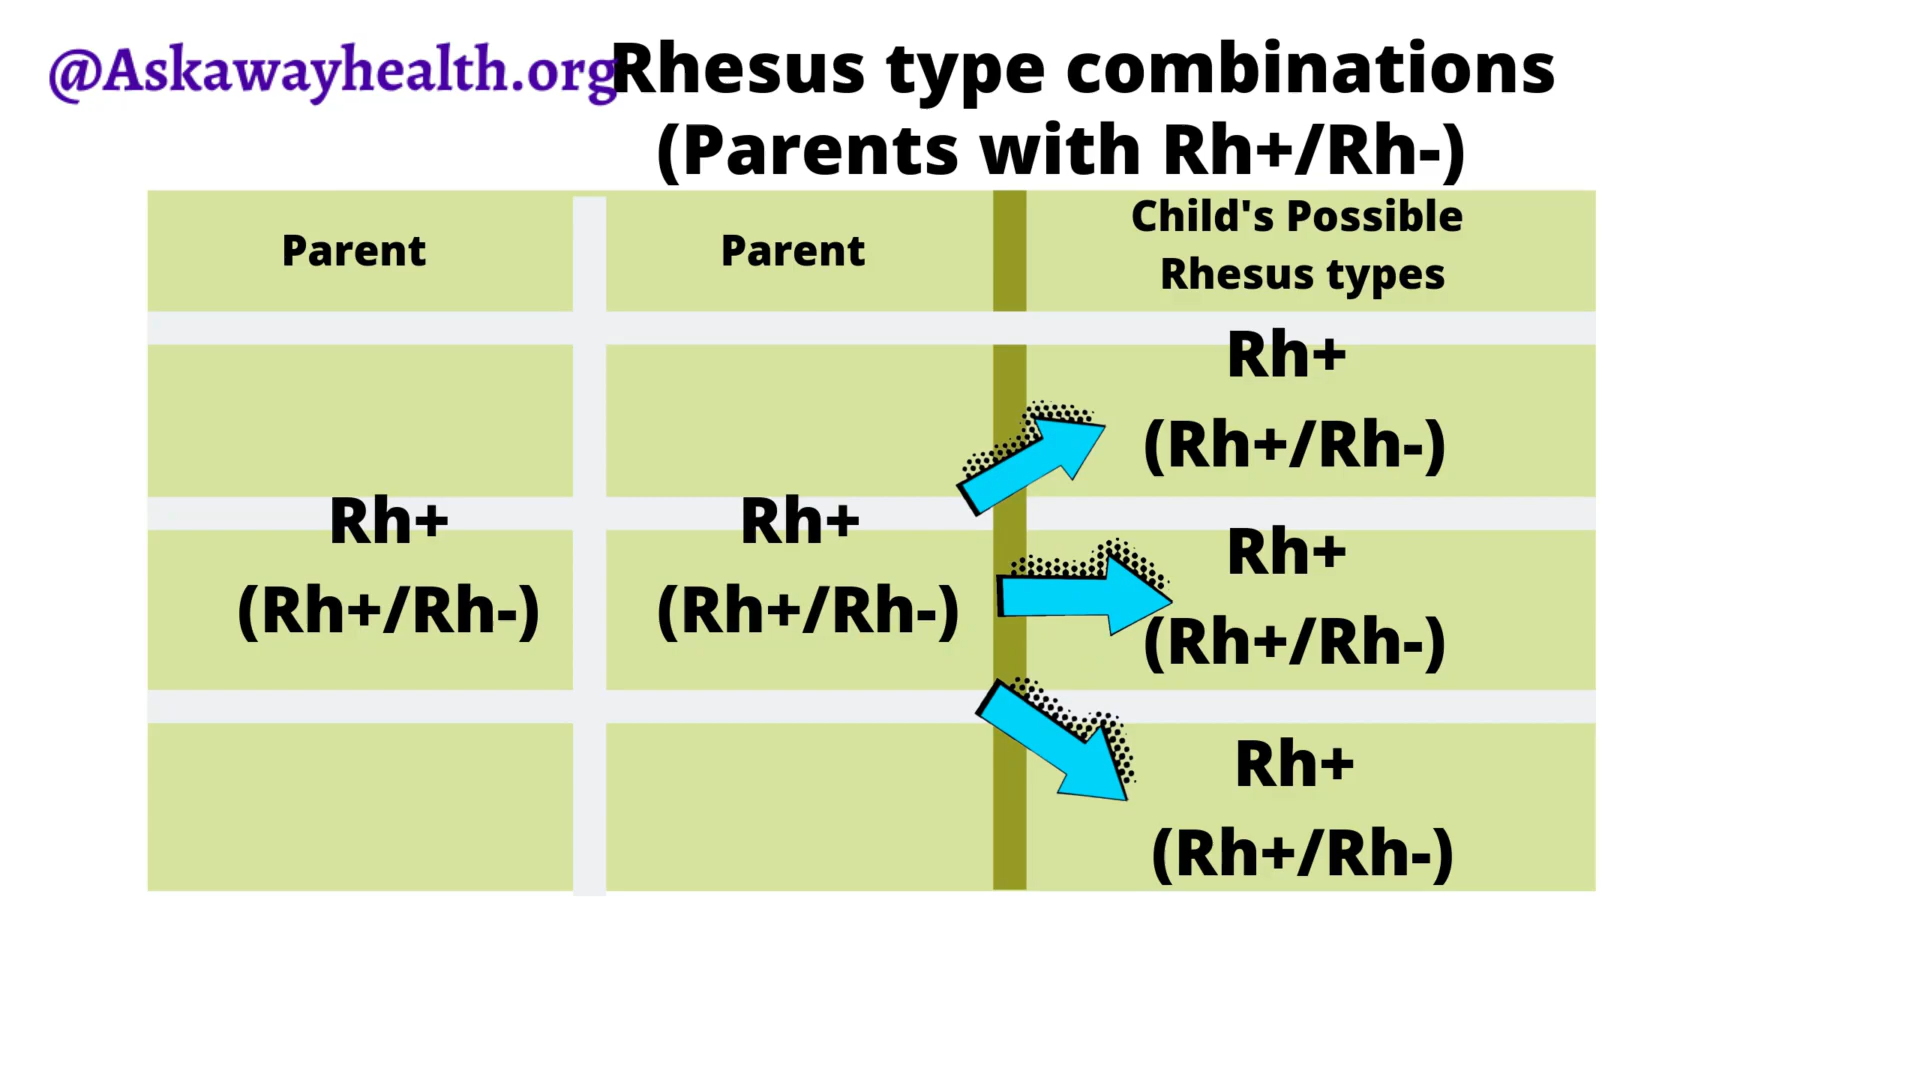 @Askawayhealth.org
Rhesus type combinations
(Parents with Rh+/Rh-)
Parent
Parent
Child's Possible
Rhesus types
Rh+
(Rh+/Rh-)
Rh+
(Rh+/Rh-)
Rh+
(Rh+/Rh-)
Rh+
(Rh+/Rh-)
Rh+
(Rh+/Rh-)